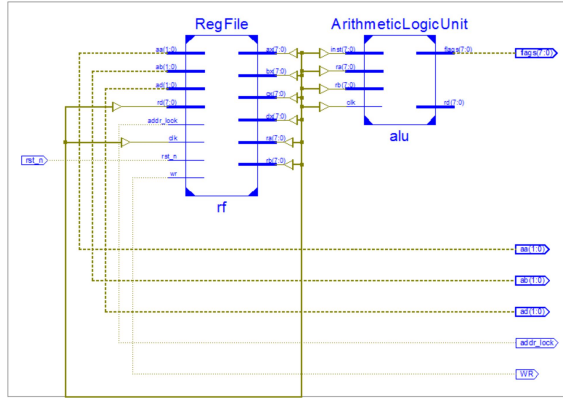 RegFile
ArithmeticLogicUnit
aa(1:0)
ab(1:0)
ad(1:0)
rd(7:0)
addr_lock
clk
rst_n
wr
ax(7:0)
bx(7:0)
cx(7:0)
dx(7:0)
ra(7:0)
rb(7:0)
rf
inst(7:0)
ra(7:0)
rb(7:0)
clk
flags(7:0)
rd(7:0)
alu
rst_n
flags(7:0)
aa(1:0)
ab(1:0)
ad(1:0)
addr_lock
WR